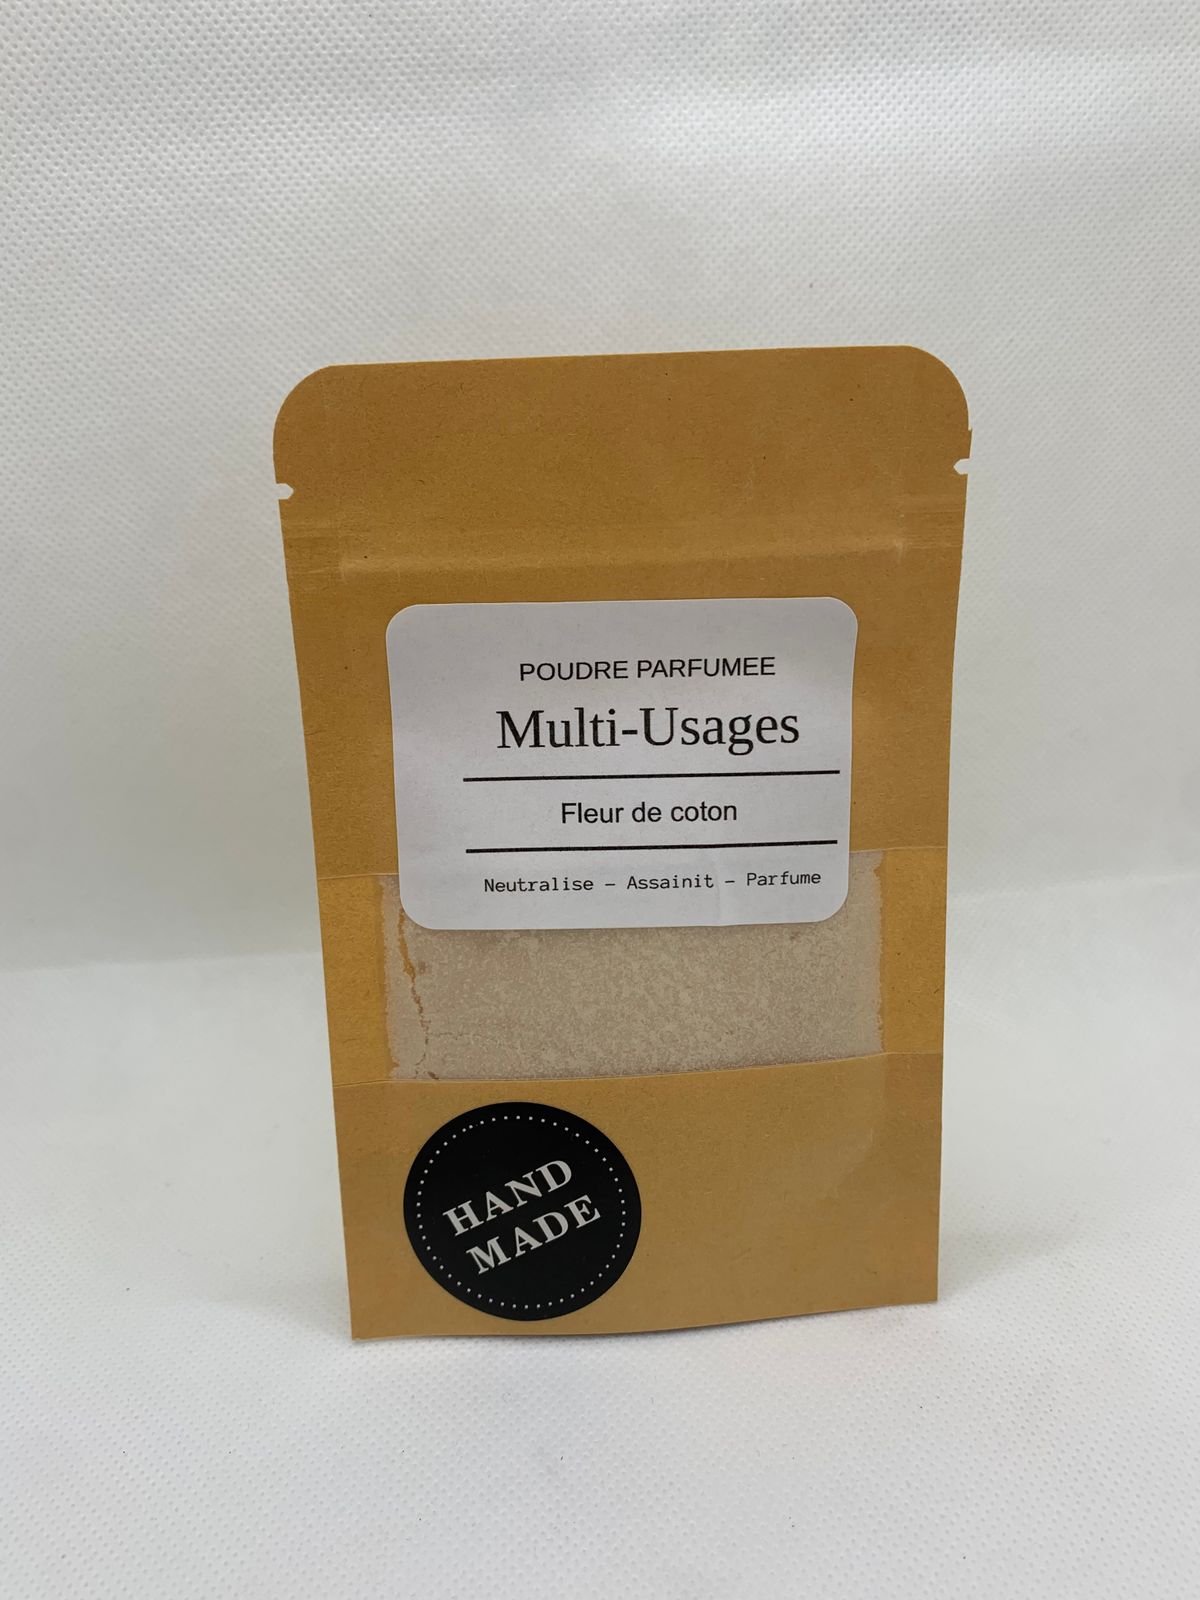 POUDRE PARFUMEE
Multi-Usages
Fleur de coton
Neutralise – Assainit – Parfume
HAND
MADE